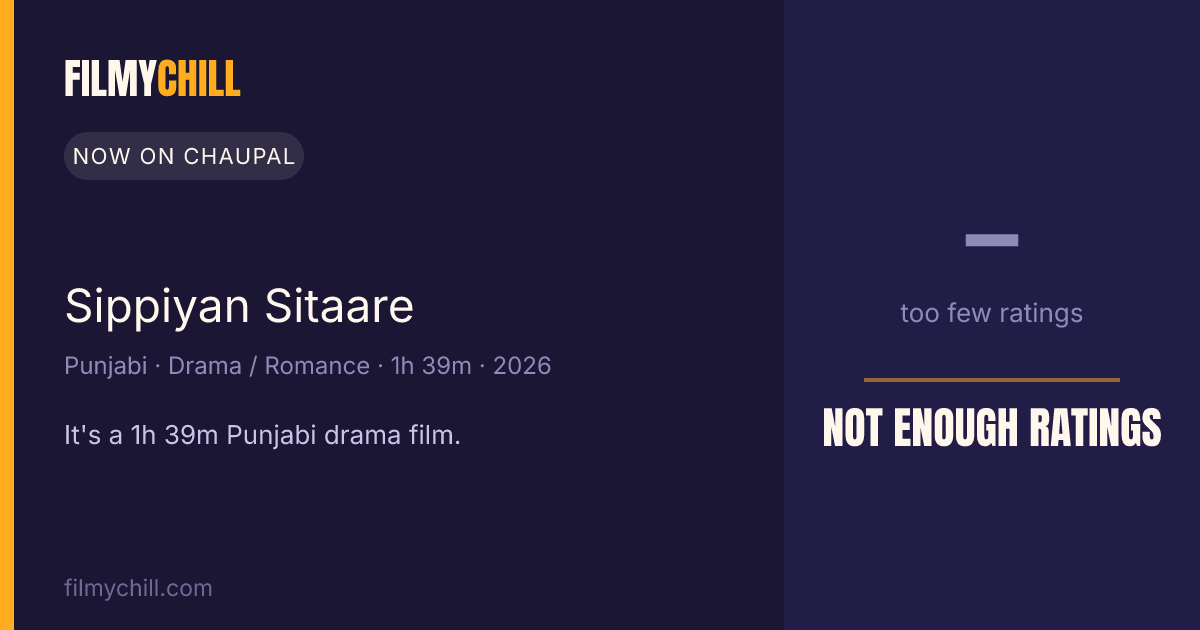 FILMYCHILL
NOW ON CHAUPAL
Sippiyan Sitaare
Punjabi · Drama / Romance · 1h 39m · 2026
It's a 1h 39m Punjabi drama film.
filmychill.com
–
too few ratings
NOT ENOUGH RATINGS